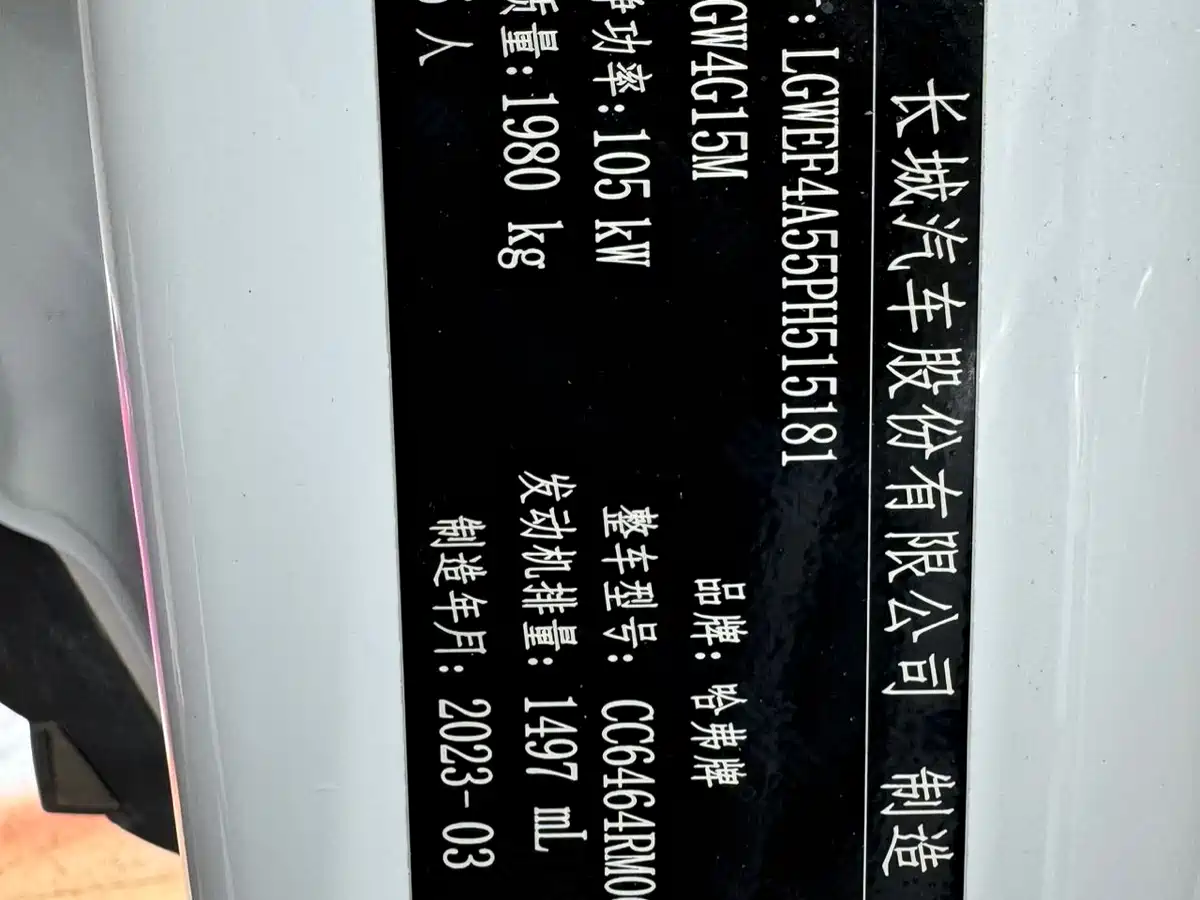 长城汽车股份有限公司 制造
:LGWEF4A55PH515181
GW4G15M 品牌: 哈弗牌
净功率:105kW 整车型号: CC6464RM0
质量:1980 kg 发动机排量: 1497 mL
人 制造年月: 2023-03